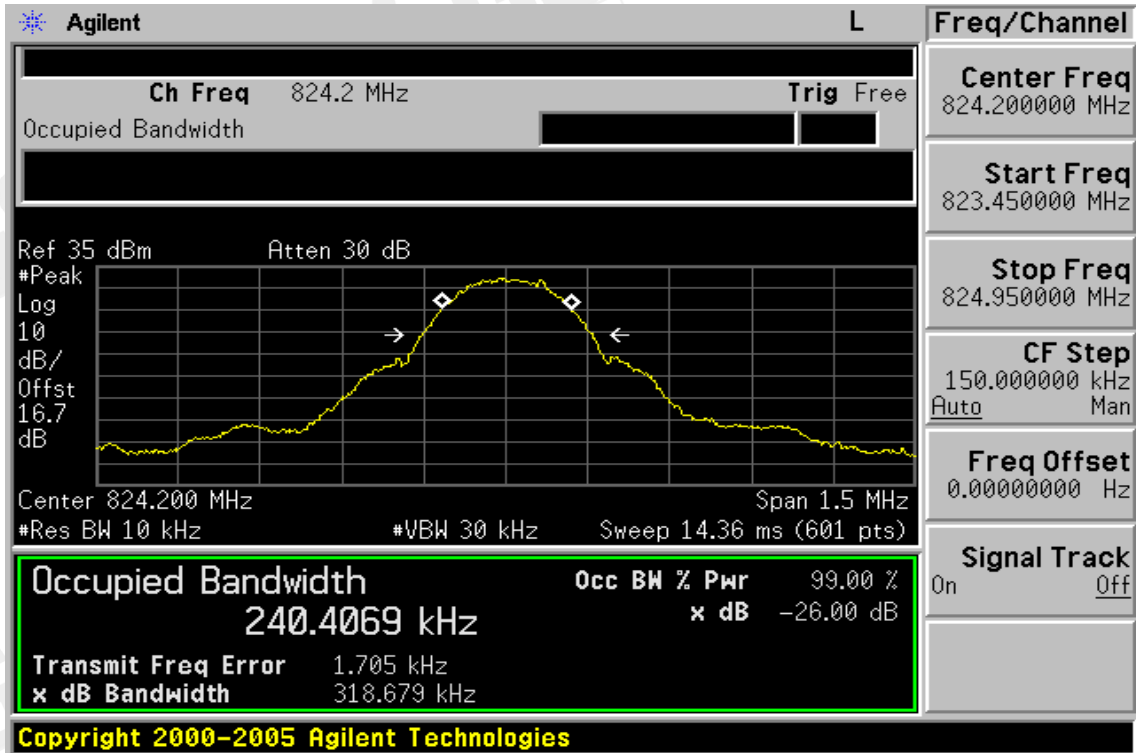 Agilent L Freq/Channel
Ch Freq 824.2 MHz Trig Free
Occupied Bandwidth
Center Freq
824.200000 MHz
Start Freq
823.450000 MHz
Stop Freq
824.950000 MHz
CF Step
150.000000 kHz
Auto Man
Freq Offset
0.00000000 Hz
Signal Track
On Off
Ref 35 dBm Atten 30 dB
#Peak
Log
10
dB/
Offst
16.7
dB
Center 824.200 MHz Span 1.5 MHz
#Res BW 10 kHz #VBW 30 kHz Sweep 14.36 ms (601 pts)
Occupied Bandwidth Occ BW % Pwr 99.00 %
240.4069 kHz x dB -26.00 dB
Transmit Freq Error 1.705 kHz
x dB Bandwidth 318.679 kHz
Copyright 2000-2005 Agilent Technologies